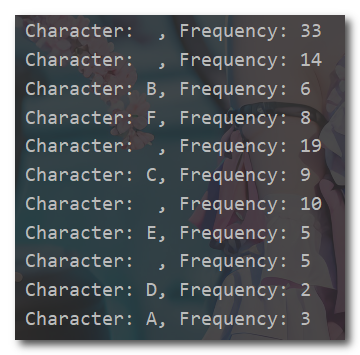 Character:  , Frequency: 33
Character:  , Frequency: 14
Character: B, Frequency: 6
Character: F, Frequency: 8
Character:  , Frequency: 19
Character: C, Frequency: 9
Character:  , Frequency: 10
Character: E, Frequency: 5
Character:  , Frequency: 5
Character: D, Frequency: 2
Character: A, Frequency: 3